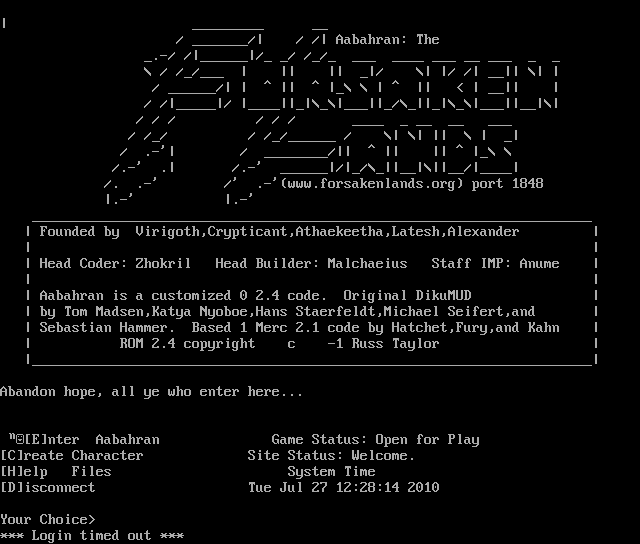 Aabahran: The
FORSAKEN
LANDS
(www.forsakenlands.org) port 1848
Founded by  Virigoth,Crypticant,Athaekeetha,Latesh,Alexander
Head Coder: Zhokril   Head Builder: Malchaeius   Staff IMP: Anume
Aabahran is a customized 0 2.4 code.  Original DikuMUD
by Tom Madsen,Katya Nyoboe,Hans Staerfeldt,Michael Seifert,and
Sebastian Hammer.  Based 1 Merc 2.1 code by Hatchet,Fury,and Kahn
ROM 2.4 copyright    c    -1 Russ Taylor
Abandon hope, all ye who enter here...
[E]nter  Aabahran                Game Status: Open for Play
[C]reate Character               Site Status: Welcome.
[H]elp   Files                        System Time
[D]isconnect                     Tue Jul 27 12:28:14 2010
Your Choice>
*** Login timed out ***